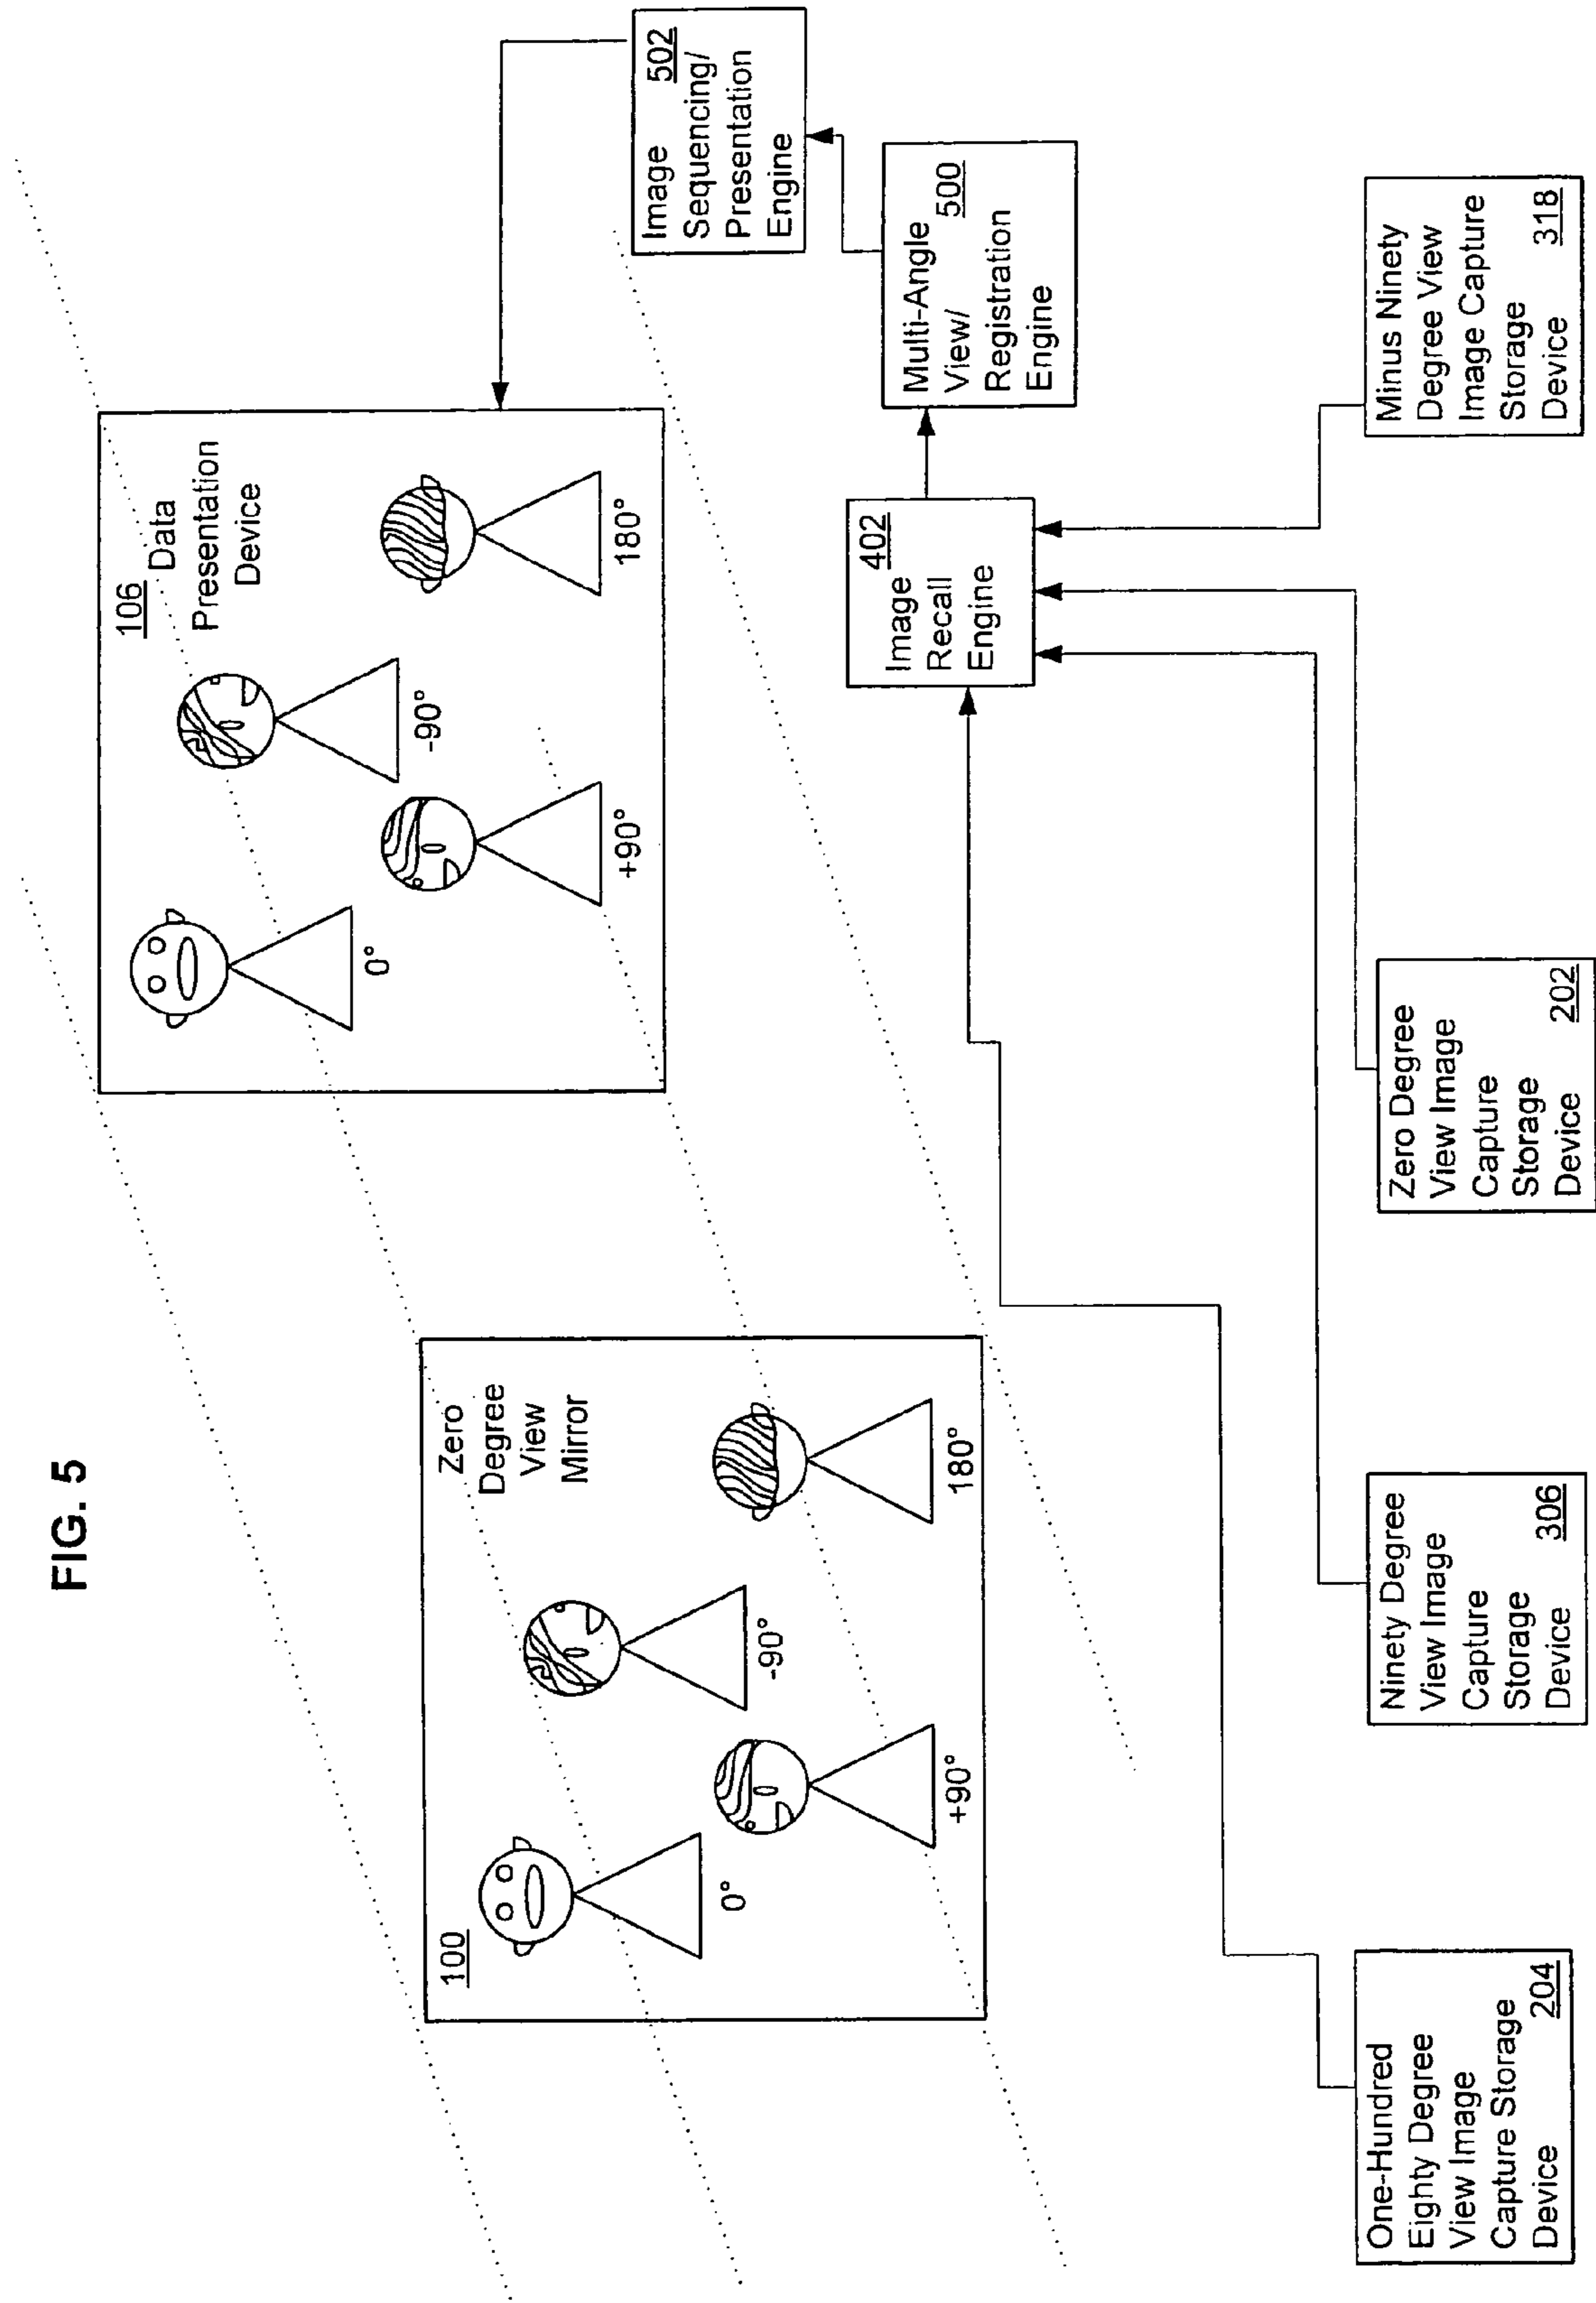 FIG. 5
100
Zero
Degree
View
Mirror
0°
+90°
-90°
180°
106 Data
Presentation
Device
0°
+90°
-90°
180°
Image 502
Sequencing/
Presentation
Engine
Multi-Angle
View/ 500
Registration
Engine
Image 402
Recall
Engine
One-Hundred
Eighty Degree
View Image
Capture Storage
Device 204
Ninety Degree
View Image
Capture
Storage
Device 306
Zero Degree
View Image
Capture
Storage
Device 202
Minus Ninety
Degree View
Image Capture
Storage
Device 318